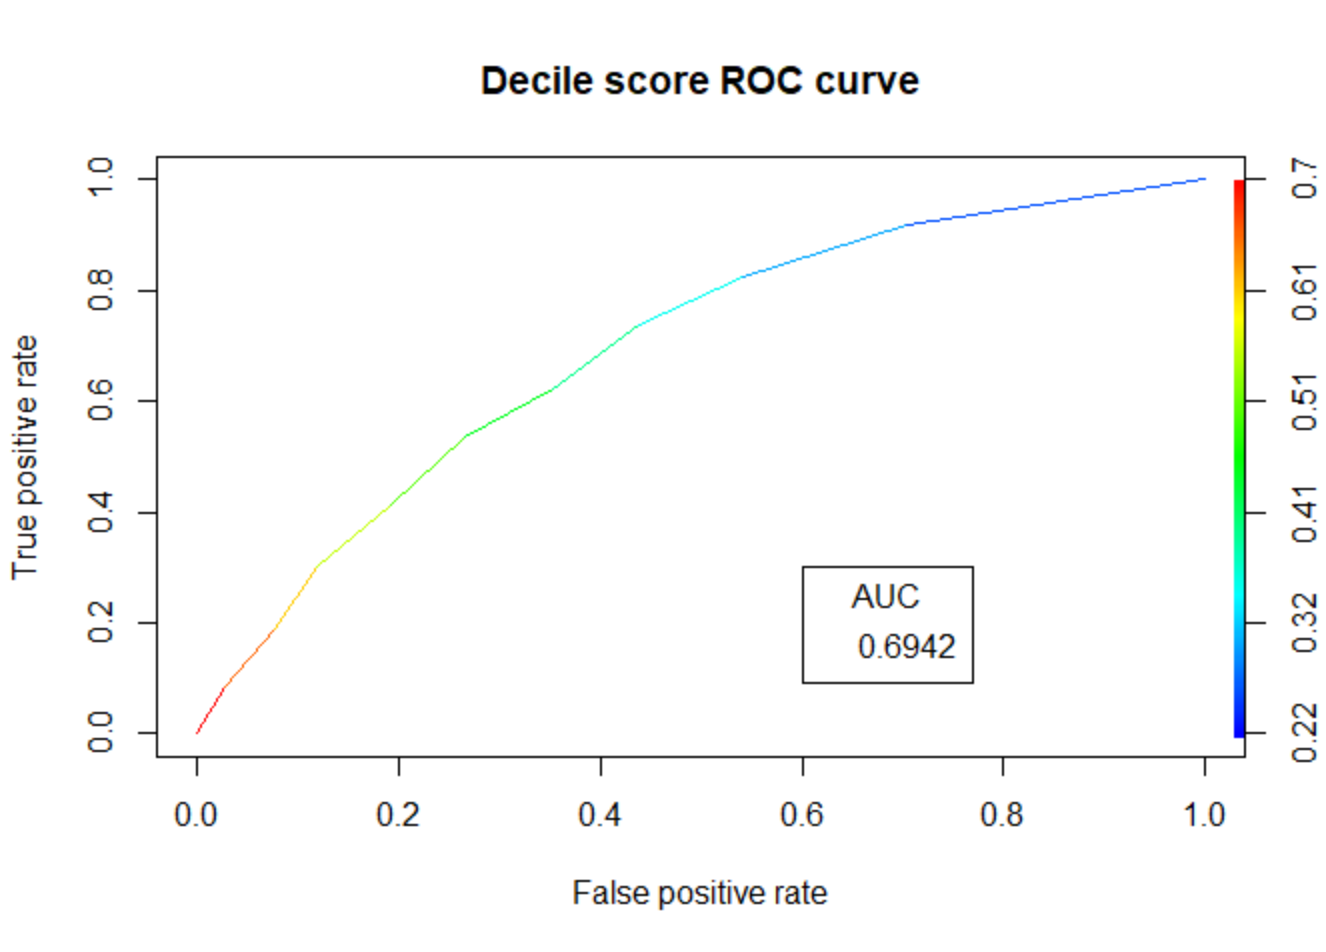 Decile score ROC curve
True positive rate
1.0
0.8
0.6
0.4
0.2
0.0
0.7
0.61
0.51
0.41
0.32
0.22
AUC
0.6942
0.0 0.2 0.4 0.6 0.8 1.0
False positive rate